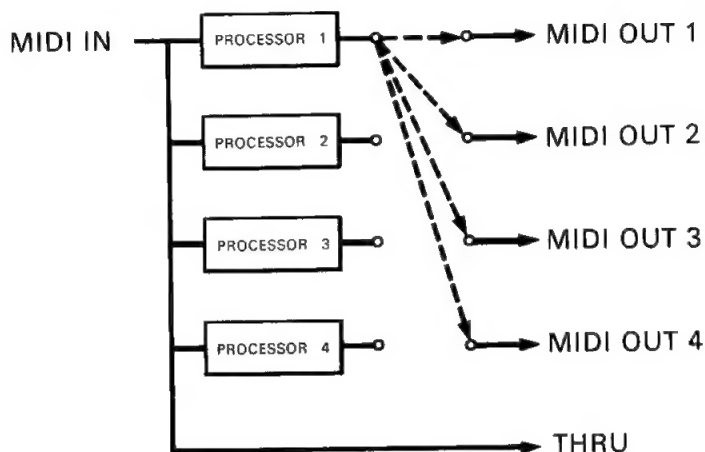 MIDI IN
PROCESSOR 1
MIDI OUT 1
PROCESSOR 2
MIDI OUT 2
PROCESSOR 3
MIDI OUT 3
PROCESSOR 4
MIDI OUT 4
THRU